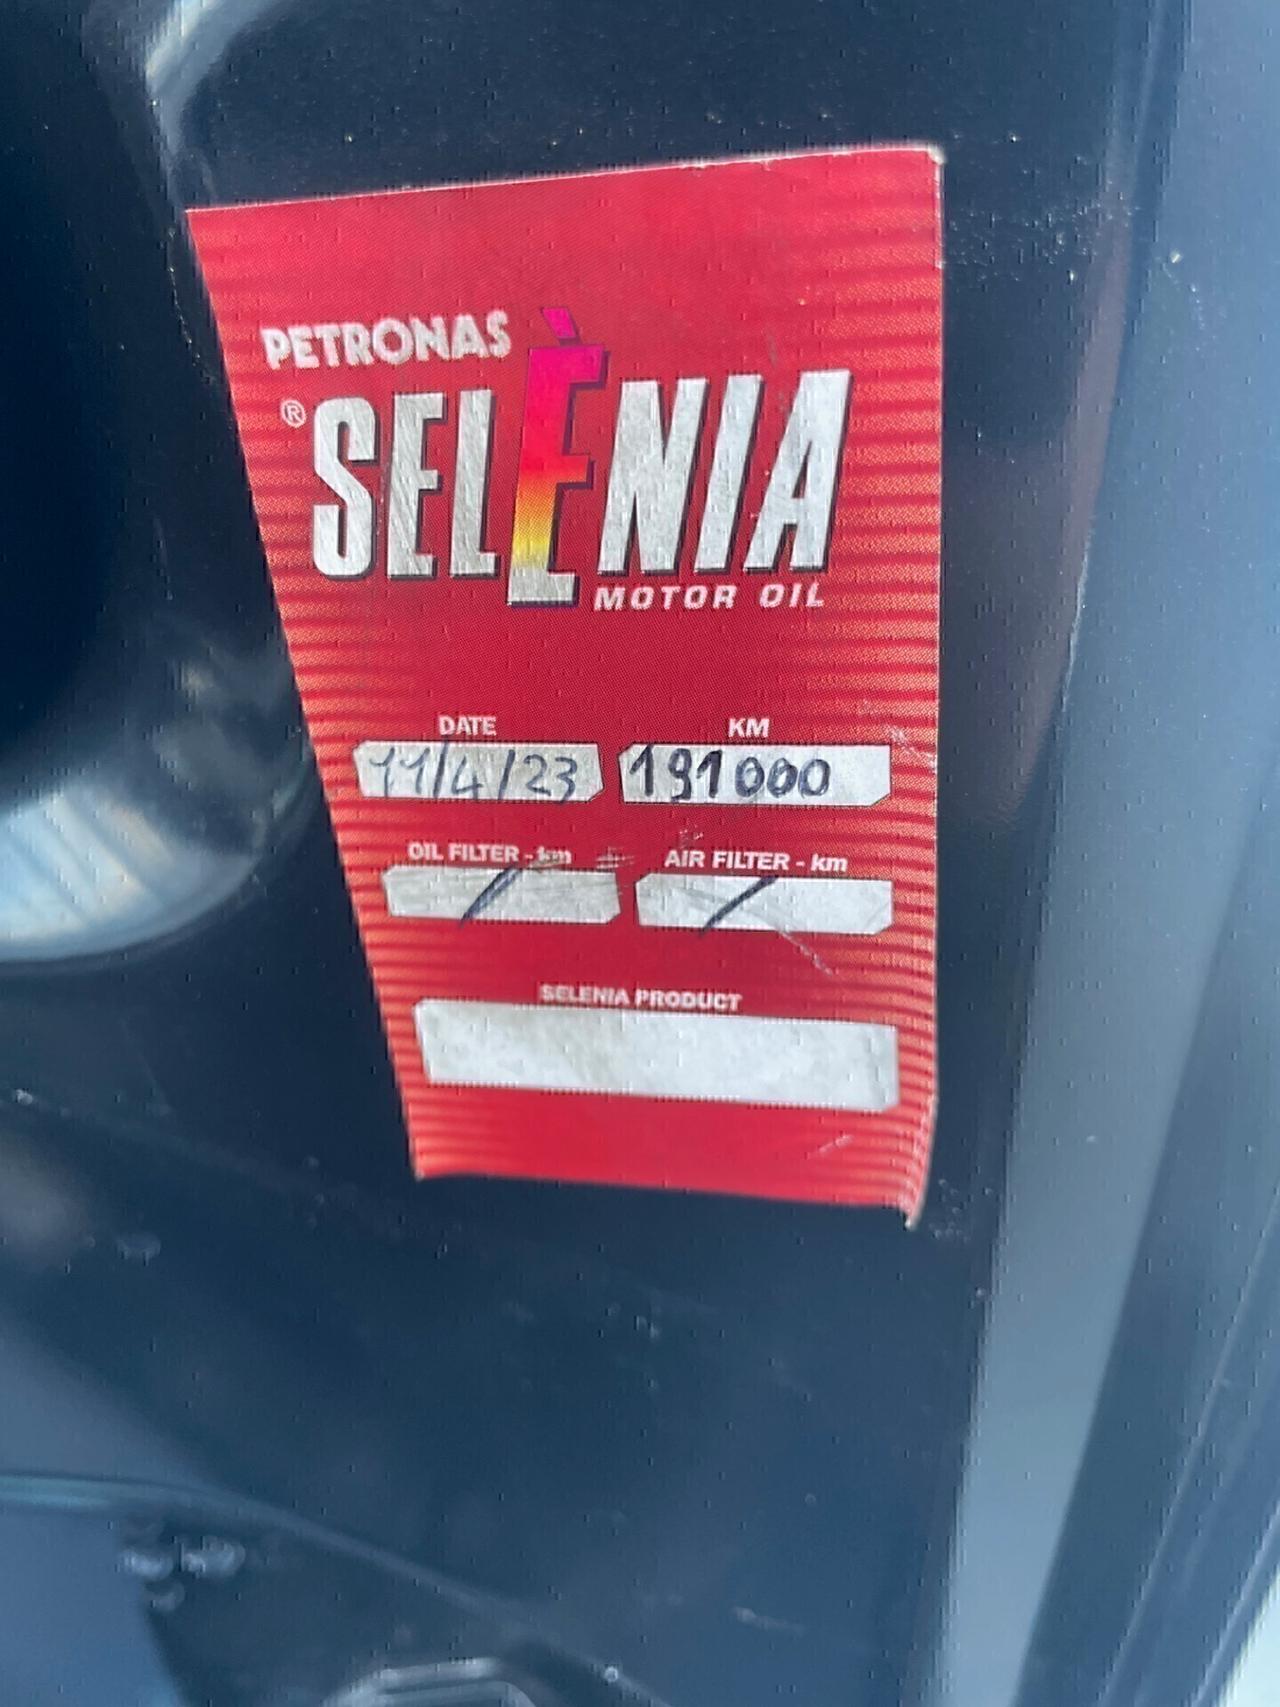 PETRONAS
® SELÈNIA
MOTOR OIL
DATE KM
11/4/23 191000
OIL FILTER - km AIR FILTER - km
/ /
SELENIA PRODUCT